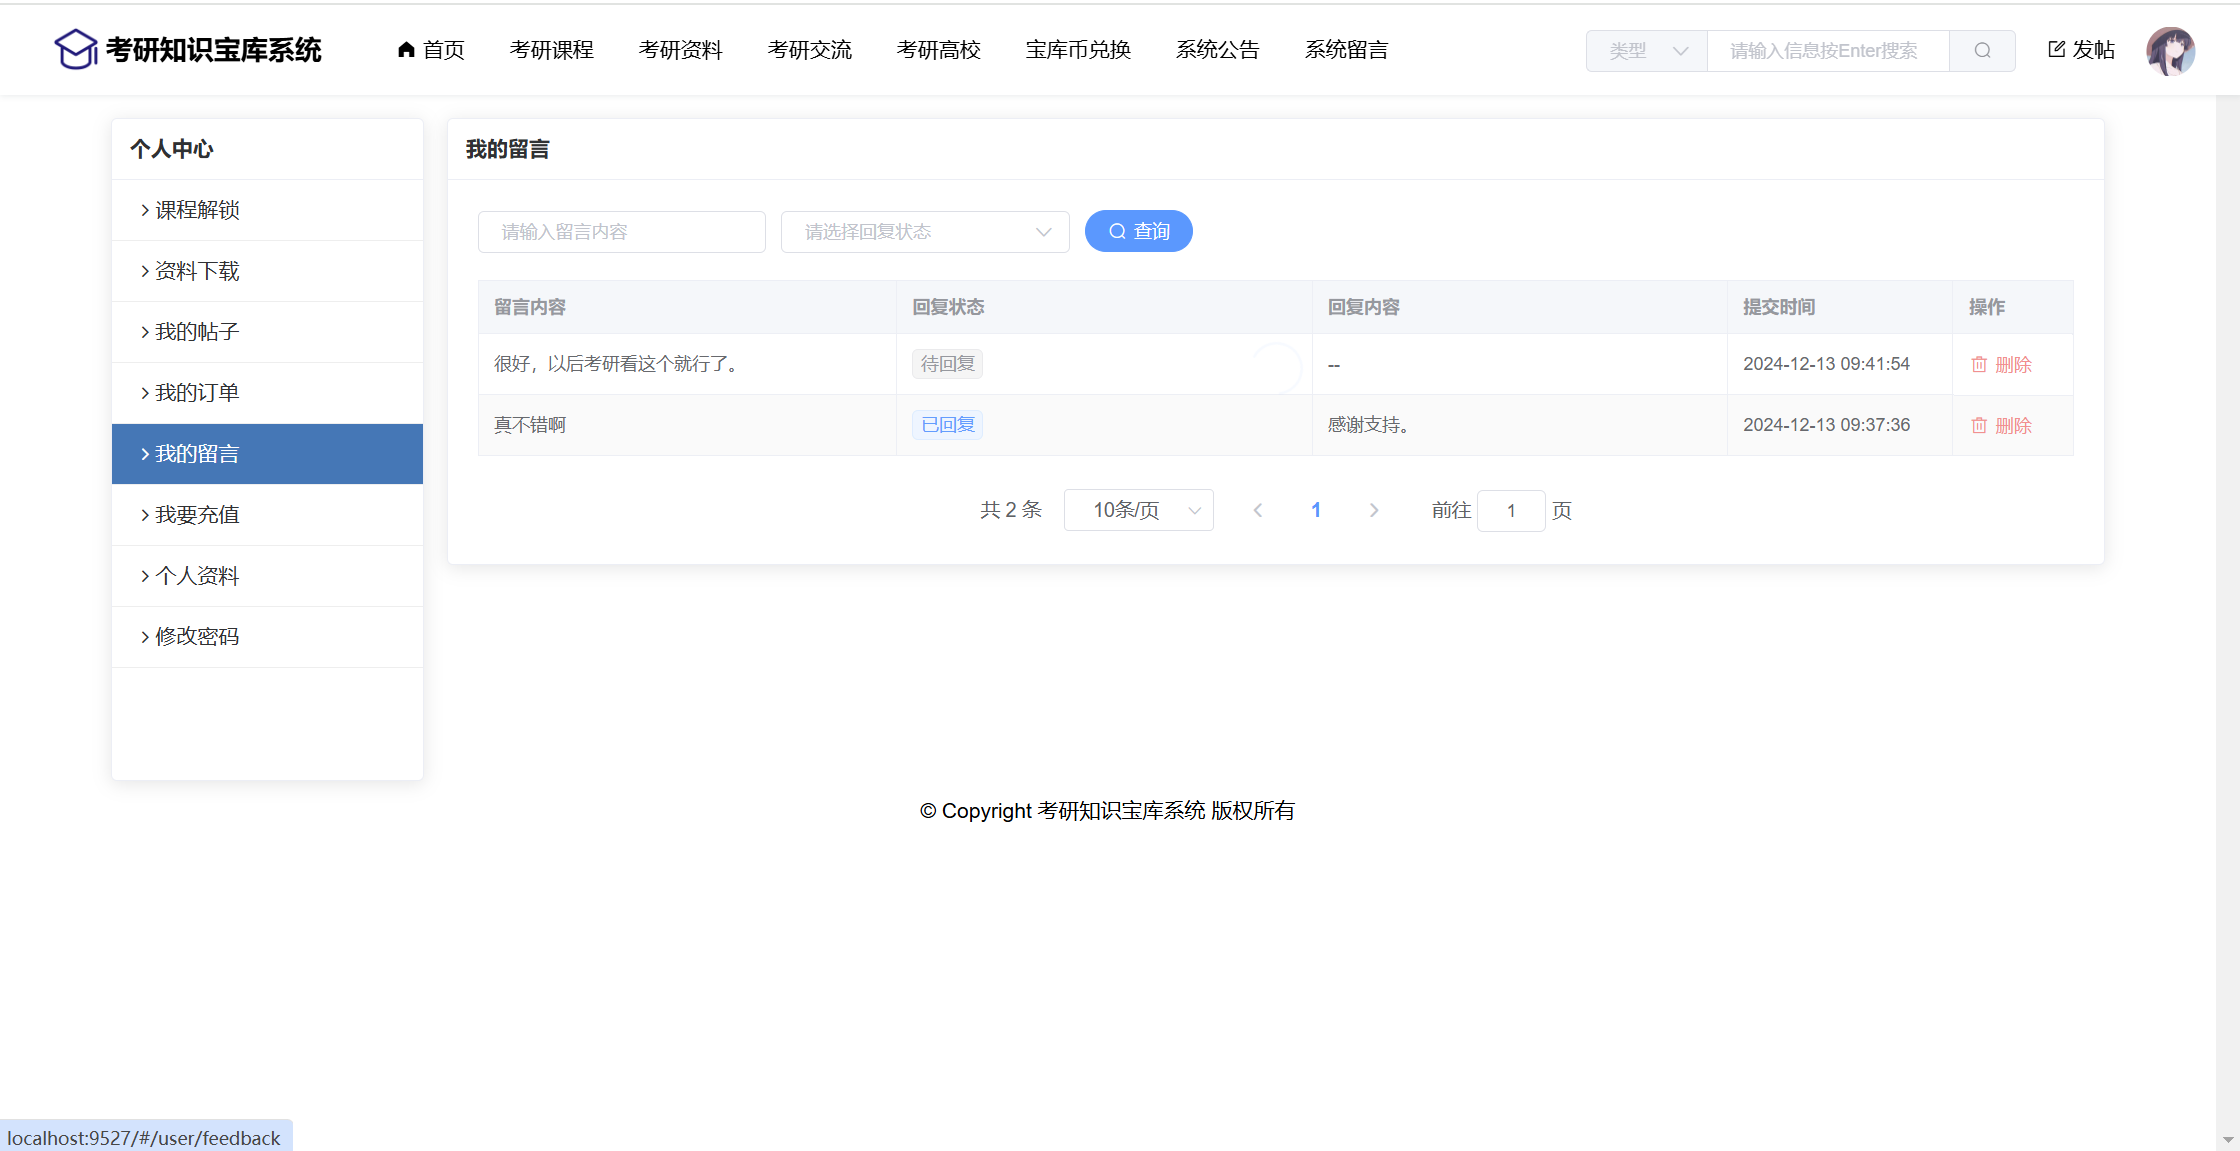 考研知识宝库系统 首页 考研课程 考研资料 考研交流 考研高校 宝库币兑换 系统公告 系统留言 类型 请输入信息按Enter搜索 发帖
个人中心
课程解锁
资料下载
我的帖子
我的订单
我的留言
我要充值
个人资料
修改密码
我的留言
请输入留言内容 请选择回复状态 查询
留言内容 回复状态 回复内容 提交时间 操作
很好，以后考研看这个就行了。 待回复 -- 2024-12-13 09:41:54 删除
真不错啊 已回复 感谢支持。 2024-12-13 09:37:36 删除
共 2 条 10条/页 1 前往 1 页
© Copyright 考研知识宝库系统 版权所有
localhost:9527/#/user/feedback